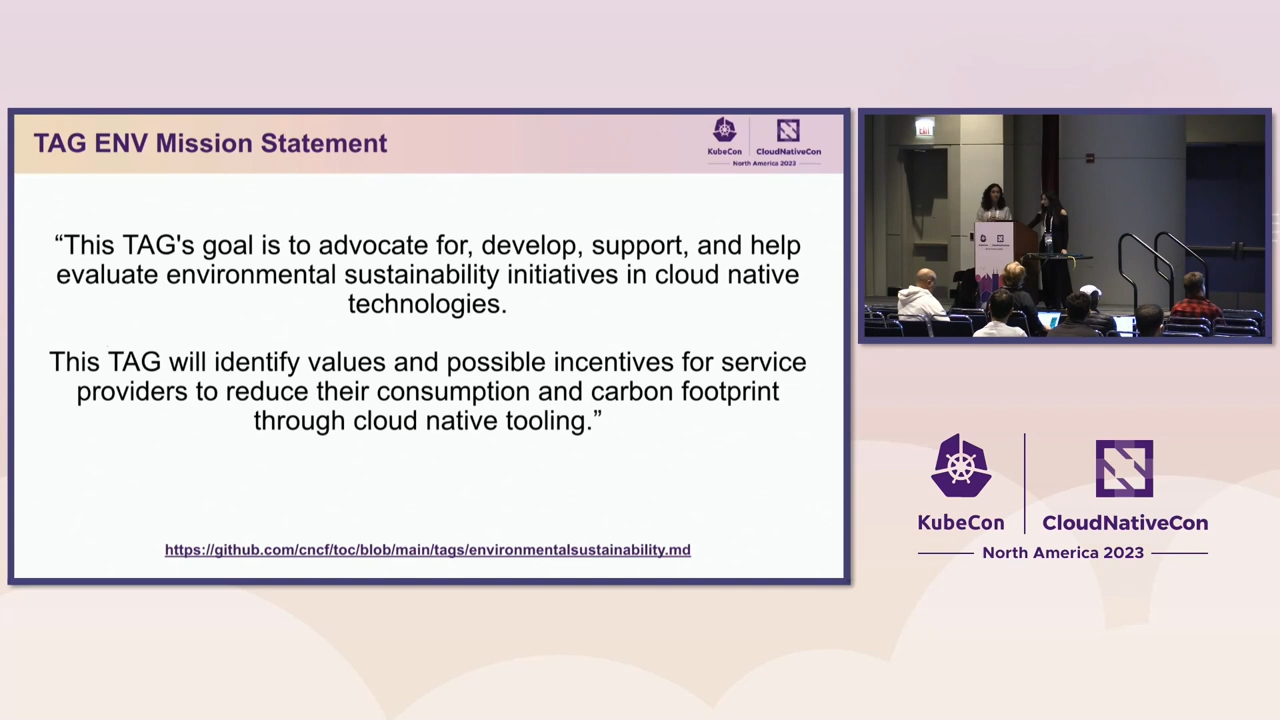 TAG ENV Mission Statement
KubeCon
CloudNativeCon
North America 2023
“This TAG's goal is to advocate for, develop, support, and help
evaluate environmental sustainability initiatives in cloud native
technologies.
This TAG will identify values and possible incentives for service
providers to reduce their consumption and carbon footprint
through cloud native tooling.”
https://github.com/cncf/toc/blob/main/tags/environmentalsustainability.md
EXIT
KubeCon
CloudNativeCon
North America 2023